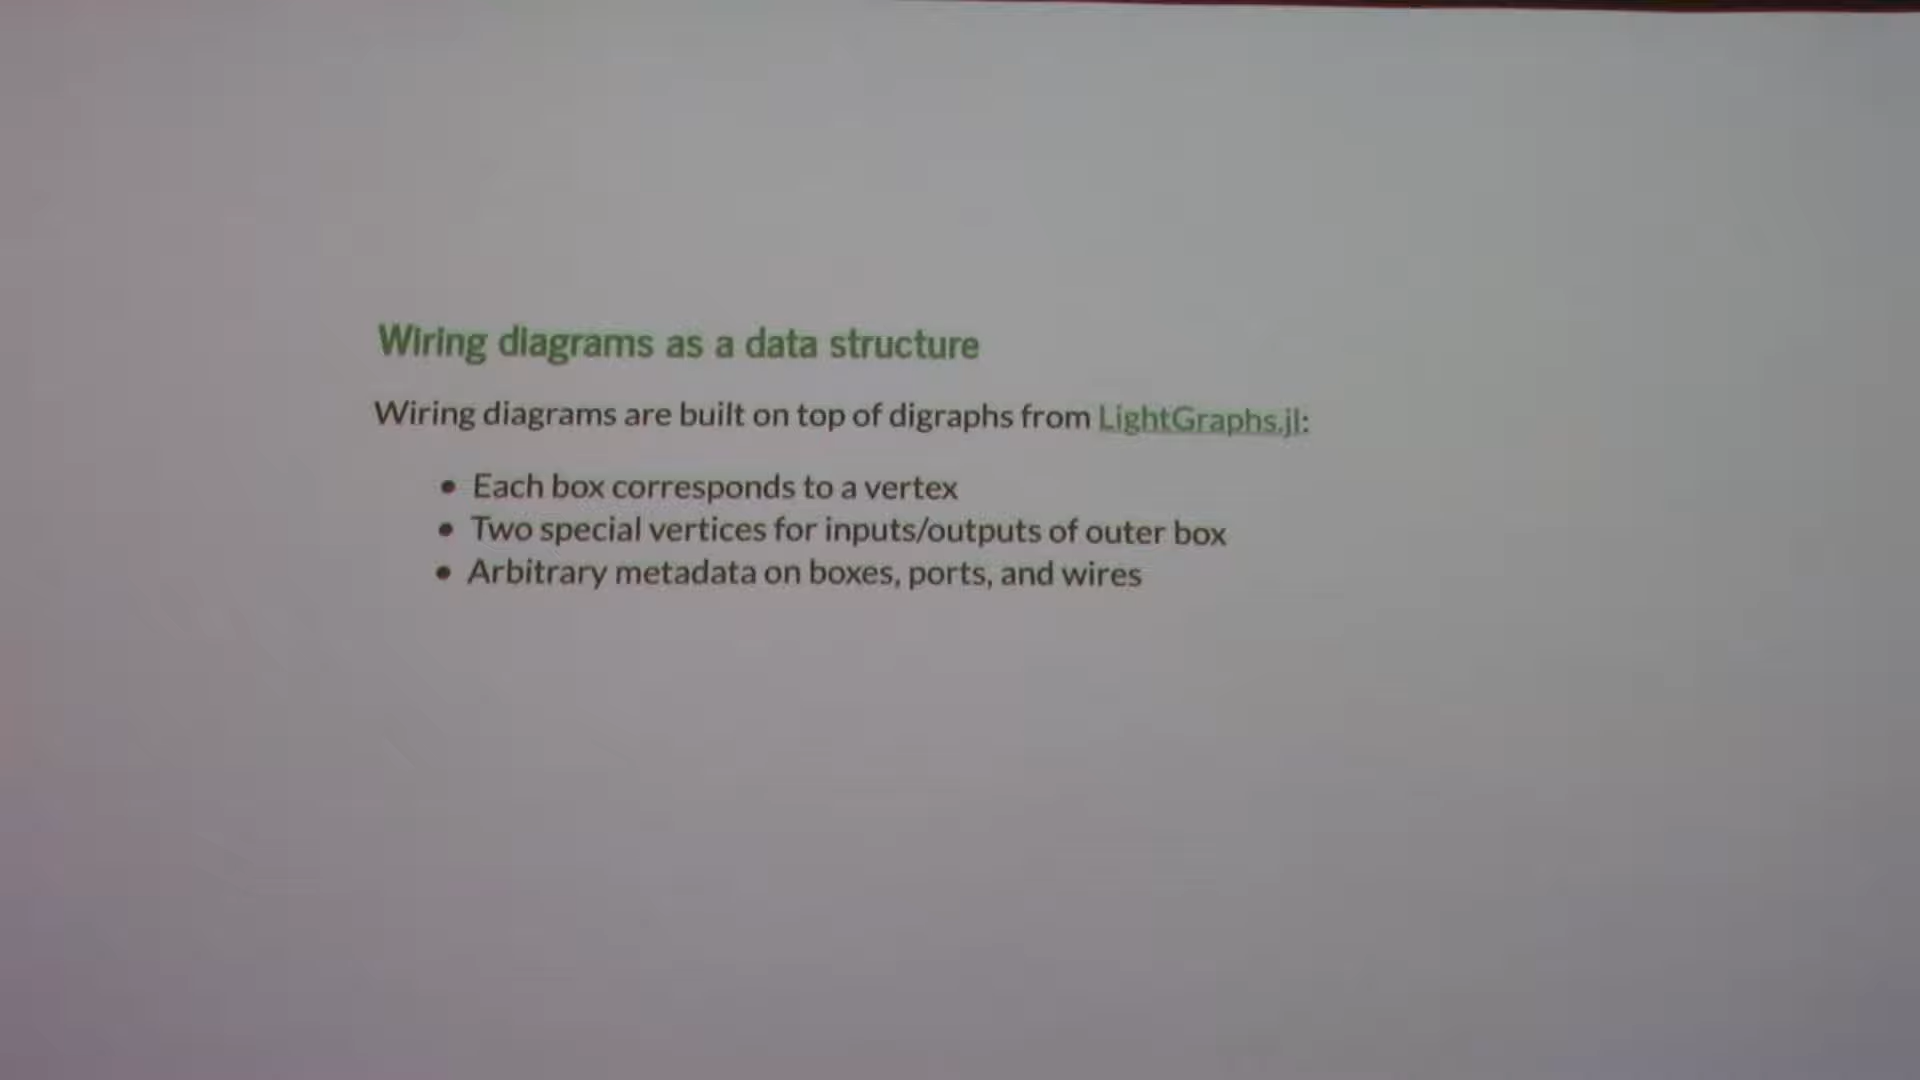 Wiring diagrams as a data structure
Wiring diagrams are built on top of digraphs from LightGraphs.jl:
• Each box corresponds to a vertex
• Two special vertices for inputs/outputs of outer box
• Arbitrary metadata on boxes, ports, and wires